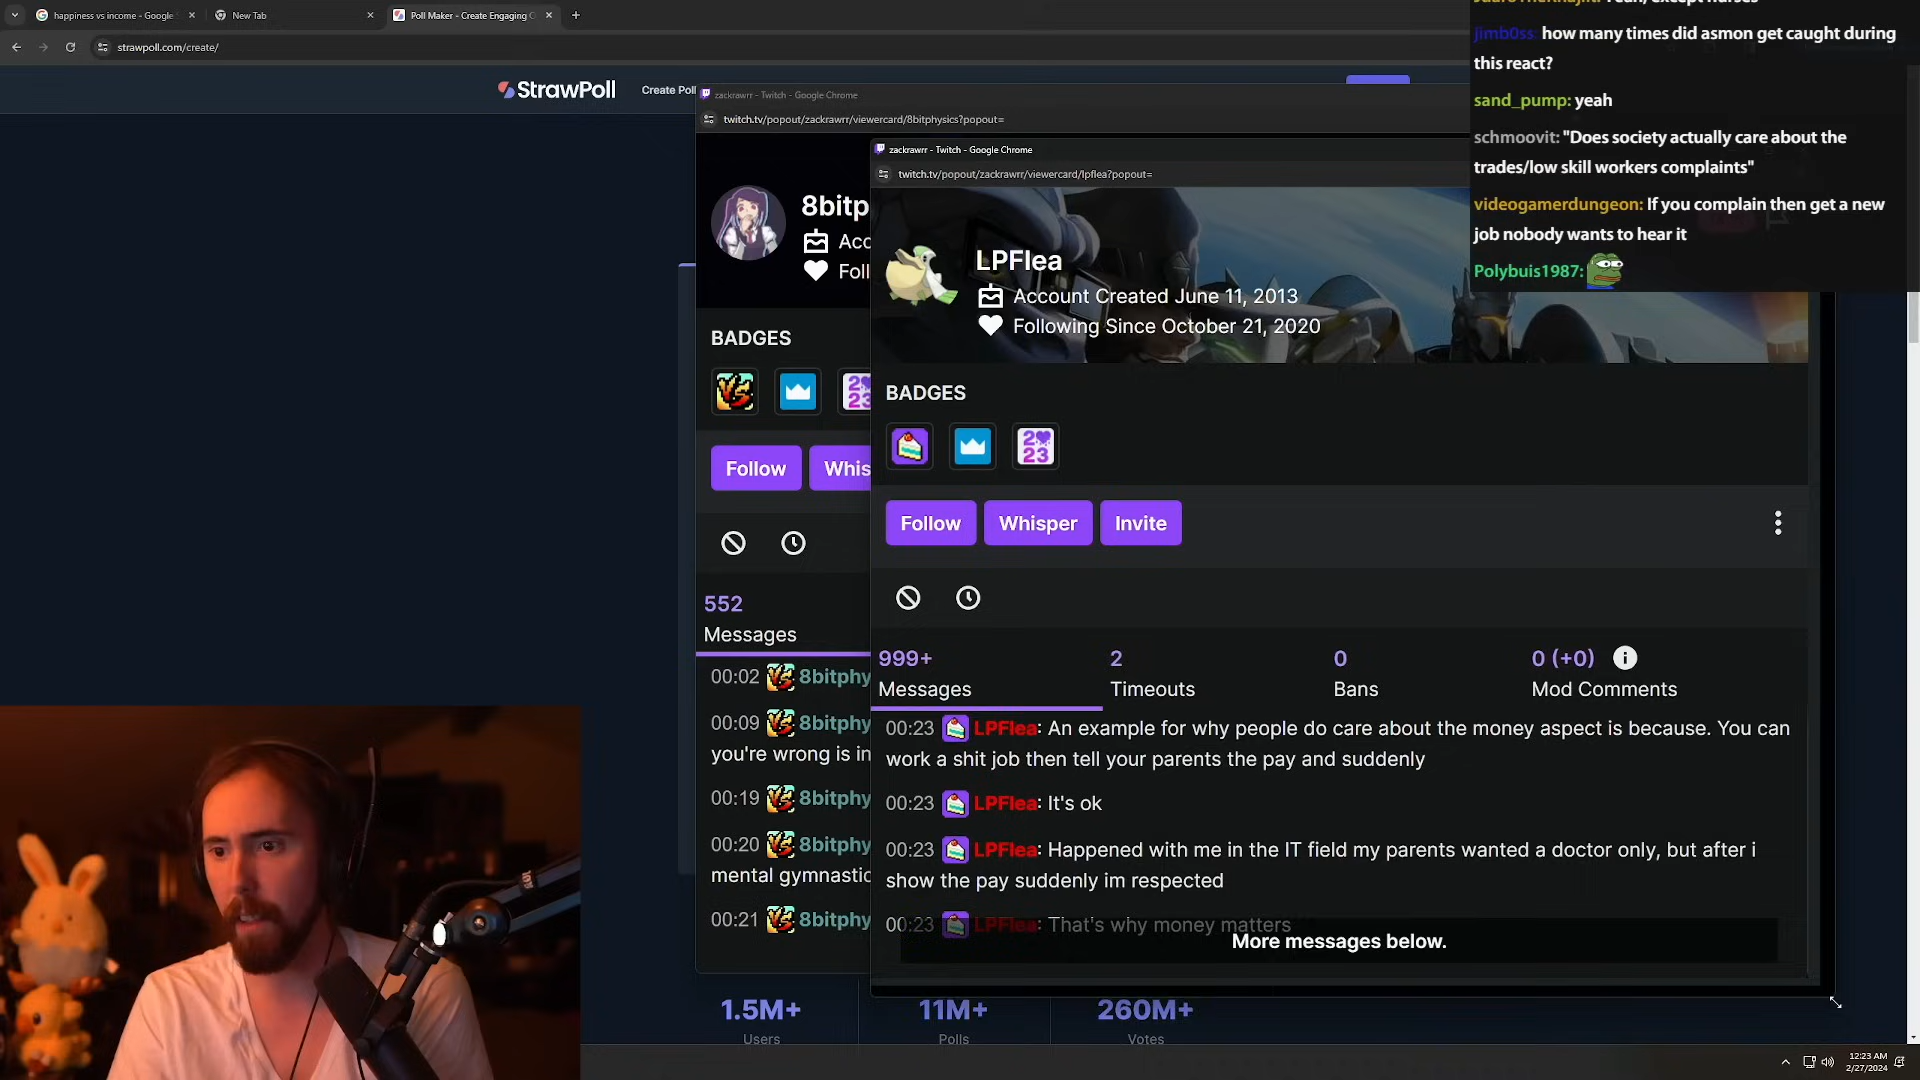 happiness vs income - Google
New Tab
Poll Maker - Create Engaging
strawpoll.com/create/
StrawPoll
Create Poll
zackrawrr - Twitch - Google Chrome
twitch.tv/popout/zackrawrr/viewercard/8bitphysics?popout=
8bitp
Acc
Foll
BADGES
Follow
Whis
552
Messages
00:02 8bitphy
00:09 8bitphy
you're wrong is in
00:19 8bitphy
00:20 8bitphy
mental gymnastic
00:21 8bitphy
zackrawrr - Twitch - Google Chrome
twitch.tv/popout/zackrawrr/viewercard/lpflea?popout=
LPFlea
Account Created June 11, 2013
Following Since October 21, 2020
BADGES
2 23
Follow
Whisper
Invite
999+
Messages
2
Timeouts
0
Bans
0 (+0)
Mod Comments
00:23 LPFlea: An example for why people do care about the money aspect is because. You can
work a shit job then tell your parents the pay and suddenly
00:23 LPFlea: It's ok
00:23 LPFlea: Happened with me in the IT field my parents wanted a doctor only, but after i
show the pay suddenly im respected
00:23 LPFlea: That's why money matters
More messages below.
jimb0ss: how many times did asmon get caught during
this react?
sand_pump: yeah
schmoovit: "Does society actually care about the
trades/low skill workers complaints"
videogamerdungeon: If you complain then get a new
job nobody wants to hear it
Polybuis1987:
1.5M+
Users
11M+
Polls
260M+
Votes
12:23 AM
2/27/2024